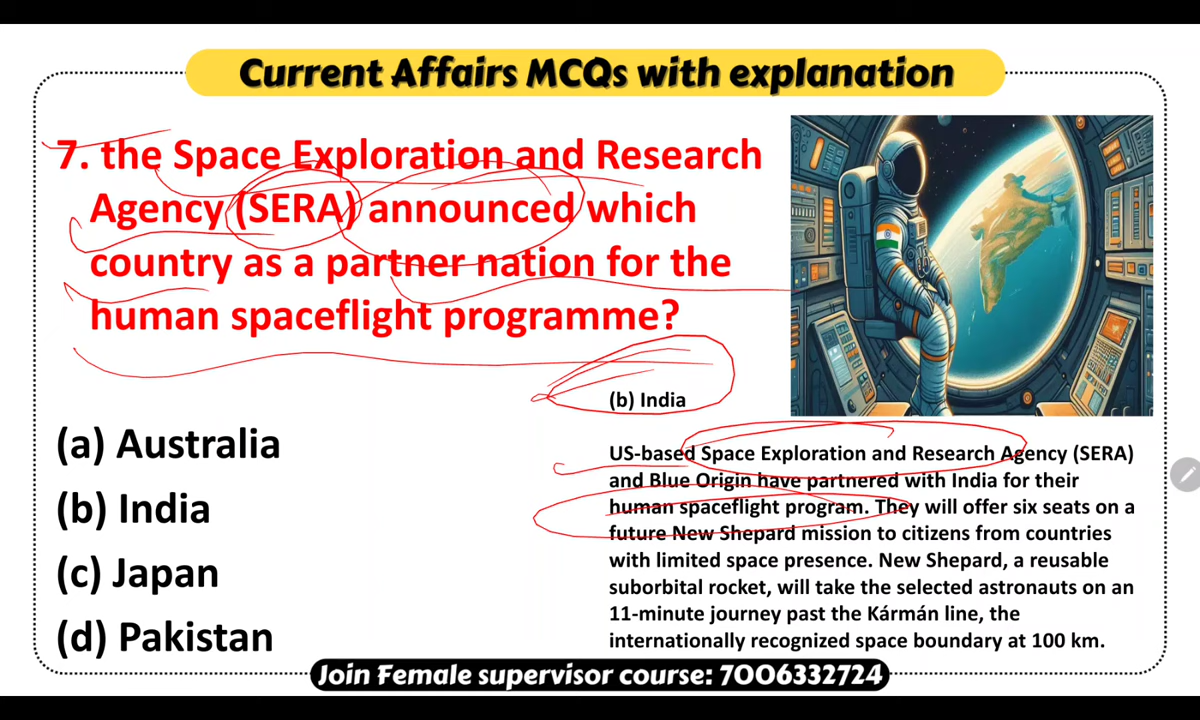 Current Affairs MCQs with explanation
7. the Space Exploration and Research
Agency (SERA) announced which
country as a partner nation for the
human spaceflight programme?
(b) India
(a) Australia
(b) India
(c) Japan
(d) Pakistan
US-based Space Exploration and Research Agency (SERA)
and Blue Origin have partnered with India for their
human spaceflight program. They will offer six seats on a
future New Shepard mission to citizens from countries
with limited space presence. New Shepard, a reusable
suborbital rocket, will take the selected astronauts on an
11-minute journey past the Kármán line, the
internationally recognized space boundary at 100 km.
Join Female supervisor course: 7006332724